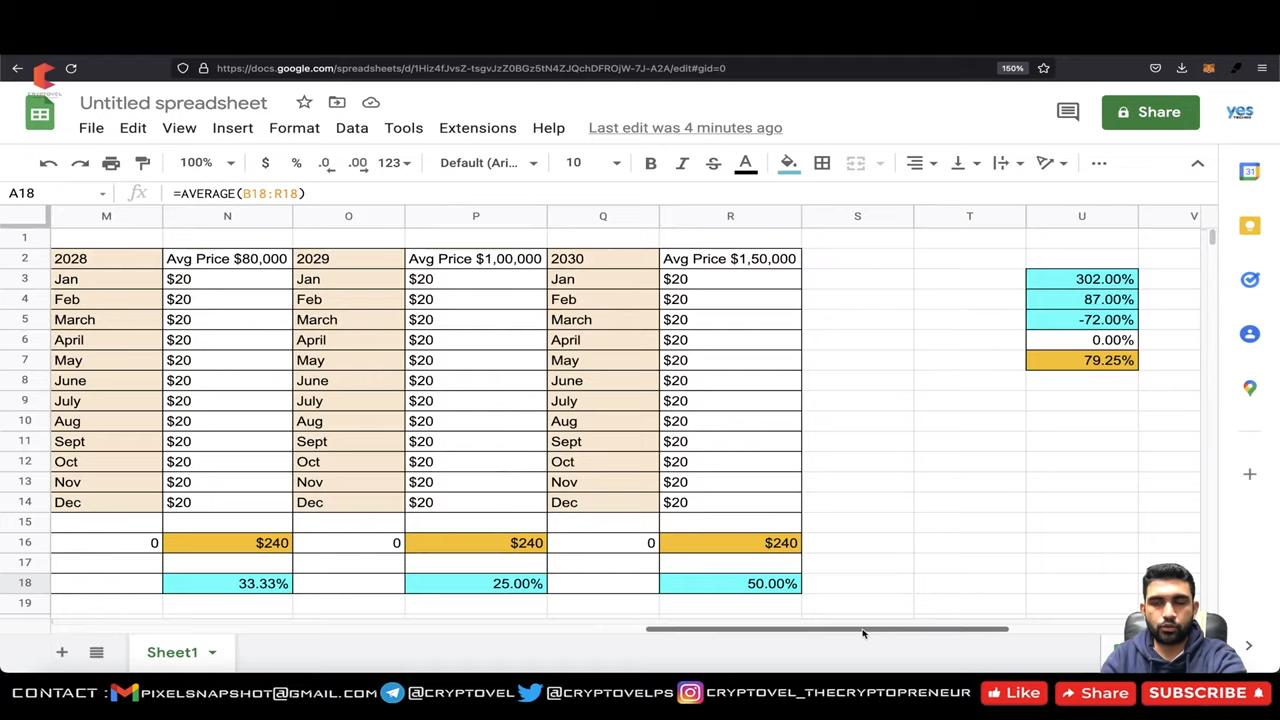 https://docs.google.com/spreadsheets/d/1Hiz4fJvsZ-tsgvJzZ0BGz5tN4ZJQchDFROjW-7J-A2A/edit#gid=0
150%
CRYPTOVEL
Untitled spreadsheet
Share
yes
File Edit View Insert Format Data Tools Extensions Help Last edit was 4 minutes ago
100% $ % .0 .00 123 Default (Ari... 10 B I S A
31
A18 fx =AVERAGE(B18:R18)
M N O P Q R S T U V
1
2 2028 Avg Price $80,000 2029 Avg Price $1,00,000 2030 Avg Price $1,50,000
3 Jan $20 Jan $20 Jan $20 302.00%
4 Feb $20 Feb $20 Feb $20 87.00%
5 March $20 March $20 March $20 -72.00%
6 April $20 April $20 April $20 0.00%
7 May $20 May $20 May $20 79.25%
8 June $20 June $20 June $20
9 July $20 July $20 July $20
10 Aug $20 Aug $20 Aug $20
11 Sept $20 Sept $20 Sept $20
12 Oct $20 Oct $20 Oct $20
13 Nov $20 Nov $20 Nov $20
14 Dec $20 Dec $20 Dec $20
15
16 0 $240 0 $240 0 $240
17
18 33.33% 25.00% 50.00%
19
Sheet1
CONTACT : PIXELSNAPSHOT@GMAIL.COM @CRYPTOVEL @CRYPTOVELPS CRYPTOVEL_THECRYPTOPRENEUR Like Share SUBSCRIBE